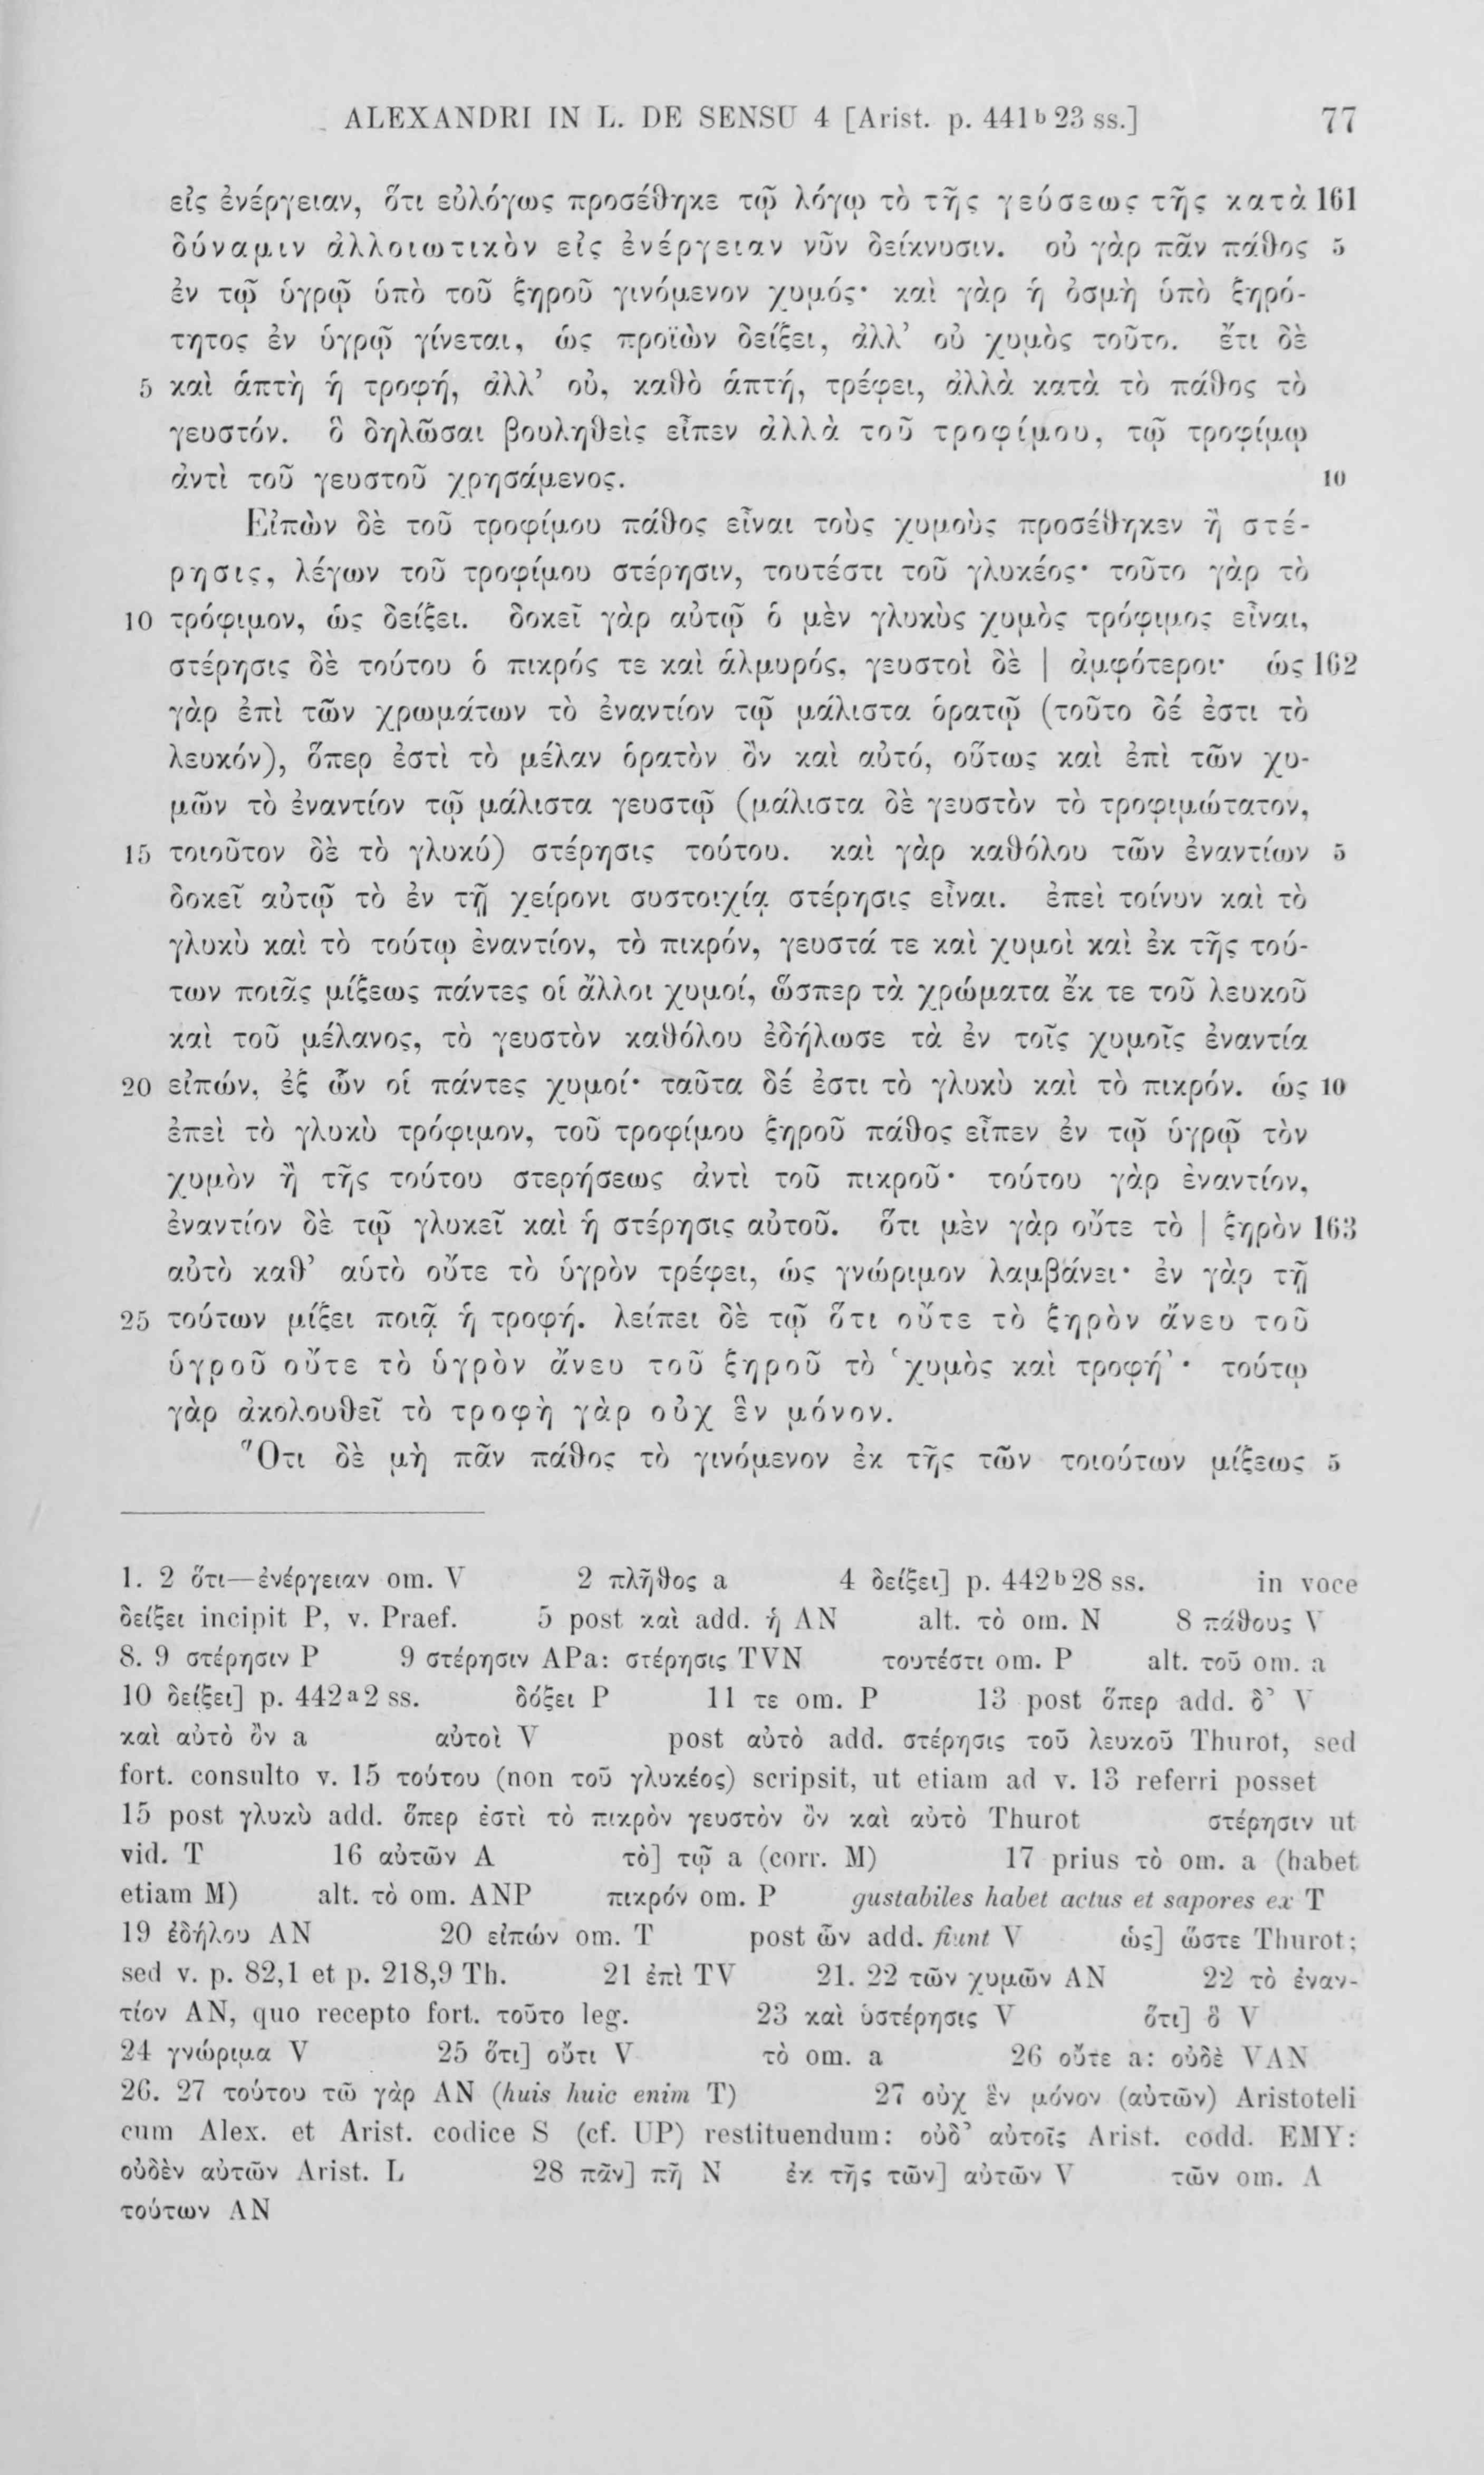 ALEXANDRI IN L. DE SENSU 4 [Arist. p. 441b 23 ss.] 77
εἰς ἐνέργειαν, ὅτι εὐλόγως προσέθηκε τῷ λόγῳ τὸ τῆς γεύσεως τῆς κατὰ 161
δύναμιν ἀλλοιωτικὸν εἰς ἐνέργειαν νῦν δείκνυσιν. οὐ γὰρ πᾶν πάθος 5
ἐν τῷ ὑγρῷ ὑπὸ τοῦ ξηροῦ γινόμενον χυμός· καὶ γὰρ ἡ ὀσμὴ ὑπὸ ξηρό-
τητος ἐν ὑγρῷ γίνεται, ὡς προϊὼν δείξει, ἀλλ’ οὐ χυμὸς τοῦτο. ἔτι δὲ
5 καὶ ἁπτὴ ἡ τροφή, ἀλλ’ οὐ, καθὸ ἁπτή, τρέφει, ἀλλὰ κατὰ τὸ πάθος τὸ
γευστόν. ὃ δηλῶσαι βουληθεὶς εἶπεν ἀλλὰ τοῦ τροφίμου, τῷ τροφίμῳ
ἀντὶ τοῦ γευστοῦ χρησάμενος. 10
Εἰπὼν δὲ τοῦ τροφίμου πάθος εἶναι τοὺς χυμοὺς προσέθηκεν ἢ στέ-
ρησις, λέγων τοῦ τροφίμου στέρησιν, τουτέστι τοῦ γλυκέος· τοῦτο γὰρ τὸ
10 τρόφιμον, ὡς δείξει. δοκεῖ γὰρ αὐτῷ ὁ μὲν γλυκὺς χυμὸς τρόφιμος εἶναι,
στέρησις δὲ τούτου ὁ πικρός τε καὶ ἁλμυρός, γευστοὶ δὲ | ἀμφότεροι· ὡς 162
γὰρ ἐπὶ τῶν χρωμάτων τὸ ἐναντίον τῷ μάλιστα ὁρατῷ (τοῦτο δέ ἐστι τὸ
λευκόν), ὅπερ ἐστὶ τὸ μέλαν ὁρατὸν ὂν καὶ αὐτό, οὕτως καὶ ἐπὶ τῶν χυ-
μῶν τὸ ἐναντίον τῷ μάλιστα γευστῷ (μάλιστα δὲ γευστὸν τὸ τροφιμώτατον,
15 τοιοῦτον δὲ τὸ γλυκύ) στέρησις τούτου. καὶ γὰρ καθόλου τῶν ἐναντίων 5
δοκεῖ αὐτῷ τὸ ἐν τῇ χείρονι συστοιχίᾳ στέρησις εἶναι. ἐπεὶ τοίνυν καὶ τὸ
γλυκὺ καὶ τὸ τούτῳ ἐναντίον, τὸ πικρόν, γευστά τε καὶ χυμοὶ καὶ ἐκ τῆς τού-
των ποιᾶς μίξεως πάντες οἱ ἄλλοι χυμοί, ὥσπερ τὰ χρώματα ἔκ τε τοῦ λευκοῦ
καὶ τοῦ μέλανος, τὸ γευστὸν καθόλου ἐδήλωσε τὰ ἐν τοῖς χυμοῖς ἐναντία
20 εἰπών, ἐξ ὧν οἱ πάντες χυμοί· ταῦτα δέ ἐστι τὸ γλυκὺ καὶ τὸ πικρόν. ὡς 10
ἐπεὶ τὸ γλυκὺ τρόφιμον, τοῦ τροφίμου ξηροῦ πάθος εἶπεν ἐν τῷ ὑγρῷ τὸν
χυμὸν ἢ τῆς τούτου στερήσεως ἀντὶ τοῦ πικροῦ· τούτου γὰρ ἐναντίον,
ἐναντίον δὲ τῷ γλυκεῖ καὶ ἡ στέρησις αὐτοῦ. ὅτι μὲν γὰρ οὔτε τὸ | ξηρὸν 163
αὐτὸ καθ’ αὑτὸ οὔτε τὸ ὑγρὸν τρέφει, ὡς γνώριμον λαμβάνει· ἐν γὰρ τῇ
25 τούτων μίξει ποιᾷ ἡ τροφή. λείπει δὲ τῷ ὅτι οὔτε τὸ ξηρὸν ἄνευ τοῦ
ὑγροῦ οὔτε τὸ ὑγρὸν ἄνευ τοῦ ξηροῦ τὸ ‘χυμὸς καὶ τροφή’· τούτῳ
γὰρ ἀκολουθεῖ τὸ τροφὴ γὰρ οὐχ ἓν μόνον.
Ὅτι δὲ μὴ πᾶν πάθος τὸ γινόμενον ἐκ τῆς τῶν τοιούτων μίξεως 5
1. 2 ὅτι—ἐνέργειαν om. V 2 πλῆθος a 4 δείξει] p. 442b 28 ss. in voce
δείξει incipit P, v. Praef. 5 post καὶ add. ἡ AN alt. τὸ om. N 8 πάθους V
8. 9 στέρησιν P 9 στέρησιν APa: στέρησις TVN τουτέστι om. P alt. τοῦ om. a
10 δείξει] p. 442a 2 ss. δόξει P 11 τε om. P 13 post ὅπερ add. δ’ V
καὶ αὐτὸ ὂν a αὐτοὶ V post αὐτὸ add. στέρησις τοῦ λευκοῦ Thurot, sed
fort. consulto v. 15 τούτου (non τοῦ γλυκέος) scripsit, ut etiam ad v. 13 referri posset
15 post γλυκὺ add. ὅπερ ἐστὶ τὸ πικρὸν γευστὸν ὂν καὶ αὐτὸ Thurot στέρησιν ut
vid. T 16 αὐτῶν A τὸ] τῷ a (corr. M) 17 prius τὸ om. a (habet
etiam M) alt. τὸ om. ANP πικρόν om. P gustabiles habet actus et sapores ex T
19 ἐδήλου AN 20 εἰπών om. T post ὧν add. fiunt V ὡς] ὥστε Thurot;
sed v. p. 82,1 et p. 218,9 Th. 21 ἐπὶ TV 21. 22 τῶν χυμῶν AN 22 τὸ ἐναν-
τίον AN, quo recepto fort. τοῦτο leg. 23 καὶ ὑστέρησις V ὅτι] ὃ V
24 γνώριμα V 25 ὅτι] οὔτι V τὸ om. a 26 οὔτε a: οὐδὲ VAN
26. 27 τούτου τῶ γὰρ AN (huis huic enim T) 27 οὐχ ἓν μόνον (αὐτῶν) Aristoteli
cum Alex. et Arist. codice S (cf. UP) restituendum: οὐδ’ αὐτοῖς Arist. codd. EMY:
οὐδὲν αὐτῶν Arist. L 28 πᾶν] πῆ N ἐκ τῆς τῶν] αὐτῶν V τῶν om. A
τούτων AN